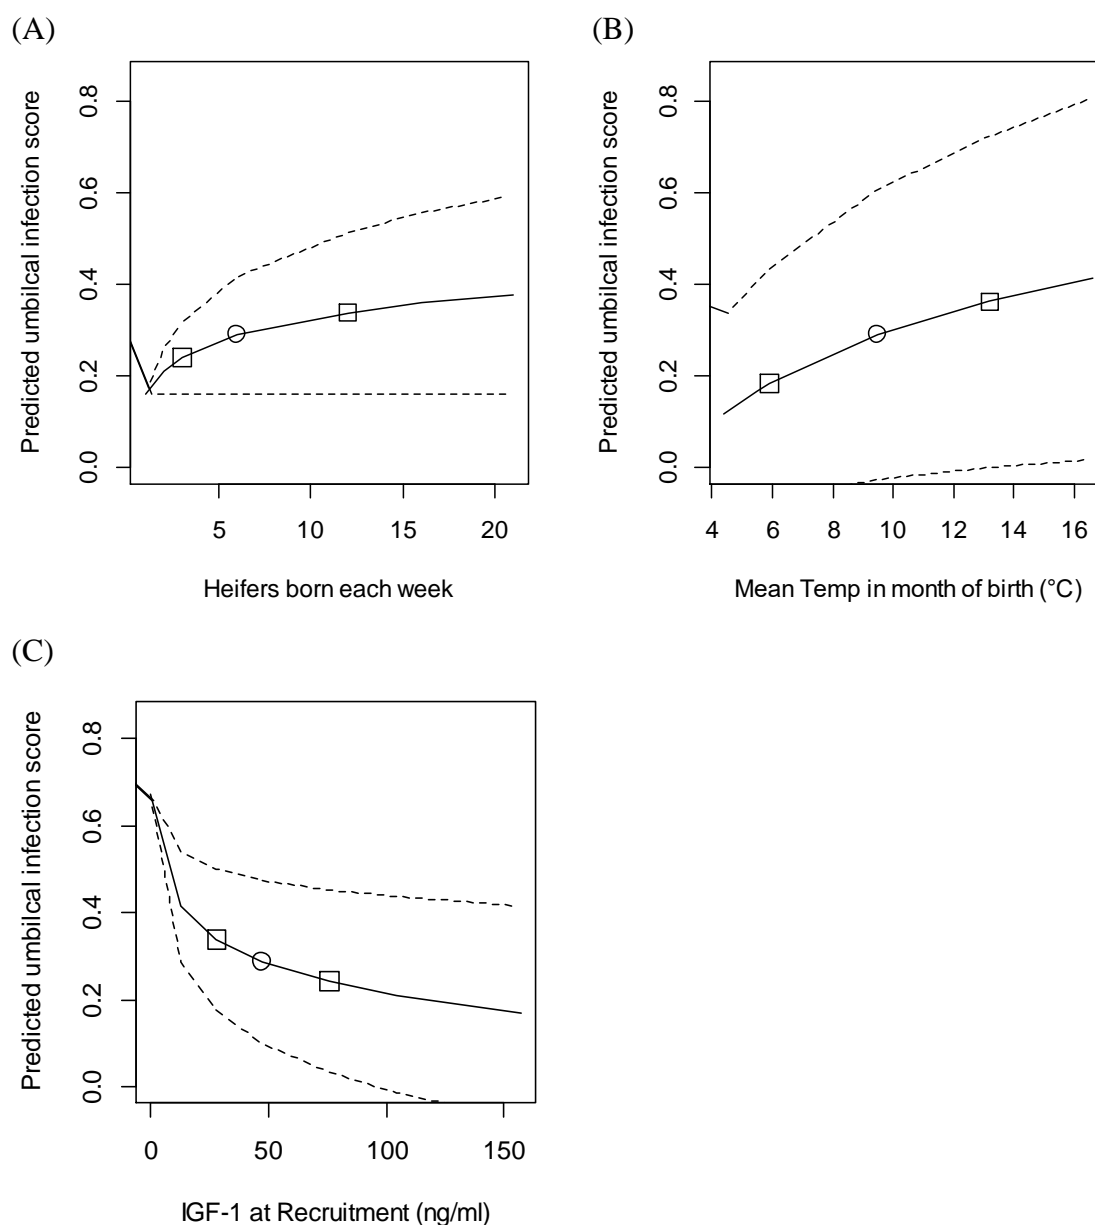 (A)
Predicted umbilcal infection score
0.8
0.6
0.4
0.2
0.0
5 10 15 20
Heifers born each week
(B)
Predicted umbilcal infection score
0.8
0.6
0.4
0.2
0.0
4 6 8 10 12 14 16
Mean Temp in month of birth (°C)
(C)
Predicted umbilcal infection score
0.8
0.6
0.4
0.2
0.0
0 50 100 150
IGF-1 at Recruitment (ng/ml)